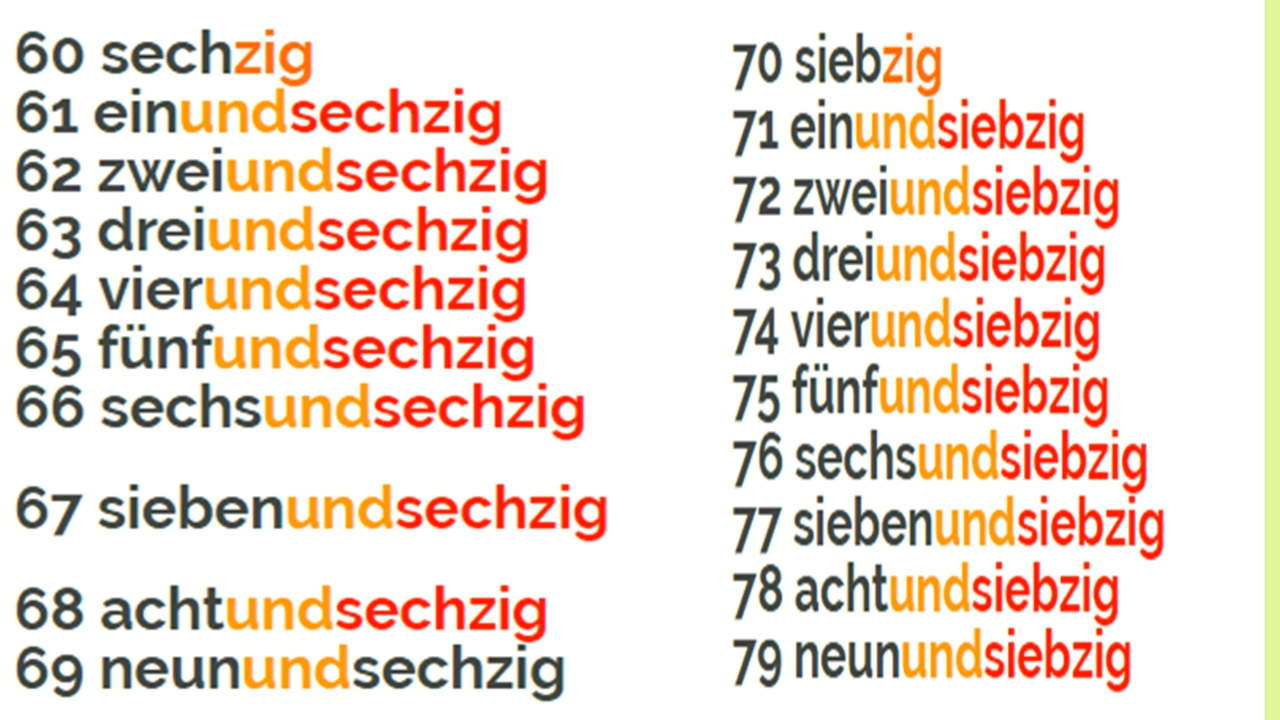 60 sechzig
61 einundsechzig
62 zweiundsechzig
63 dreiundsechzig
64 vierundsechzig
65 fünfundsechzig
66 sechsundsechzig
67 siebenundsechzig
68 achtundsechzig
69 neunundsechzig
70 siebzig
71 einundsiebzig
72 zweiundsiebzig
73 dreiundsiebzig
74 vierundsiebzig
75 fünfundsiebzig
76 sechsundsiebzig
77 siebenundsiebzig
78 achtundsiebzig
79 neunundsiebzig